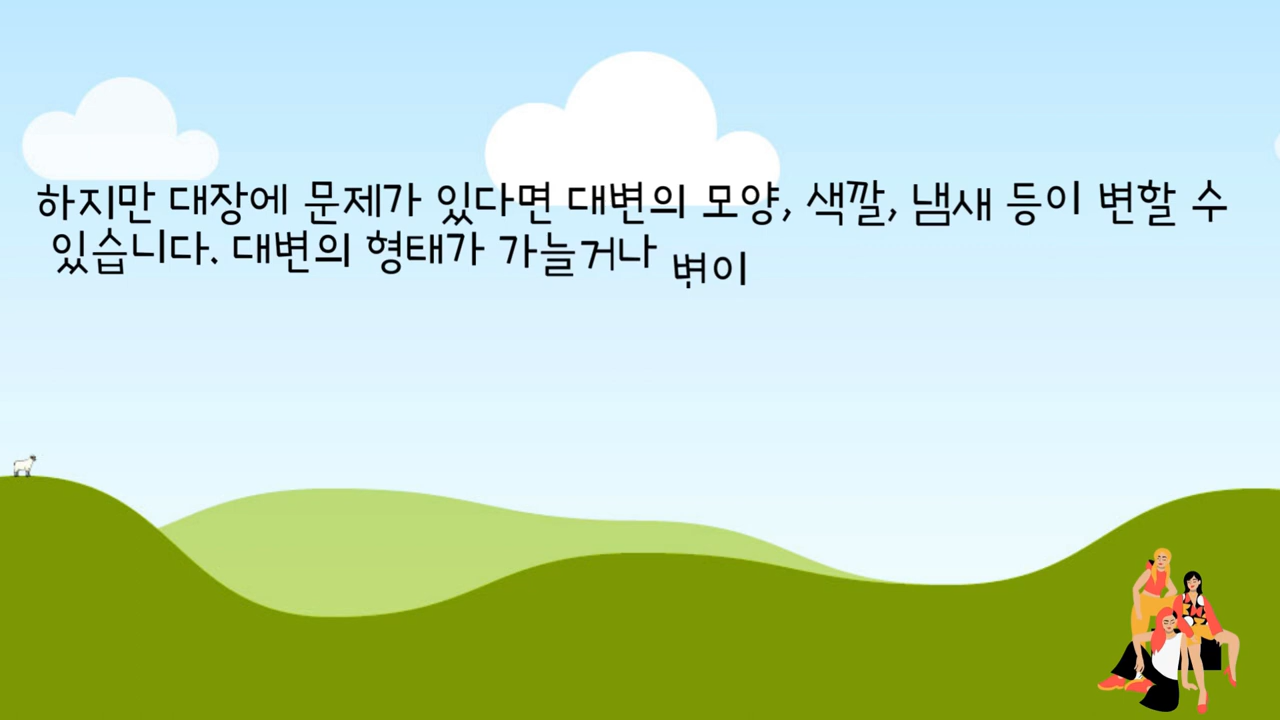 하지만 대장에 문제가 있다면 대변의 모양, 색깔, 냄새 등이 변할 수
있습니다. 대변의 형태가 가늘거나